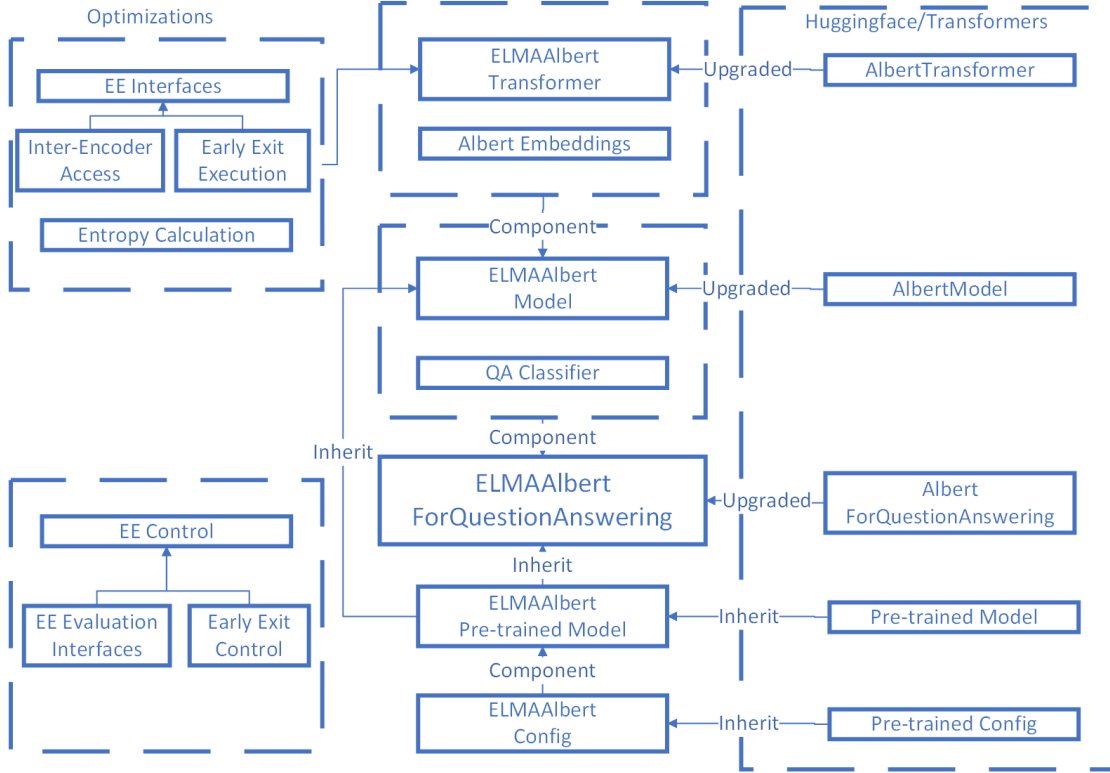 Optimizations
EE Interfaces
Inter-Encoder
Access
Early Exit
Execution
Entropy Calculation
EE Control
EE Evaluation
Interfaces
Early Exit
Control
ELMAAlbert
Transformer
Albert Embeddings
Component
ELMAAlbert
Model
QA Classifier
Component
Inherit
ELMAAlbert
ForQuestionAnswering
Inherit
ELMAAlbert
Pre-trained Model
Component
ELMAAlbert
Config
Huggingface/Transformers
Upgraded
AlbertTransformer
Upgraded
AlbertModel
Upgraded
Albert
ForQuestionAnswering
Inherit
Pre-trained Model
Inherit
Pre-trained Config